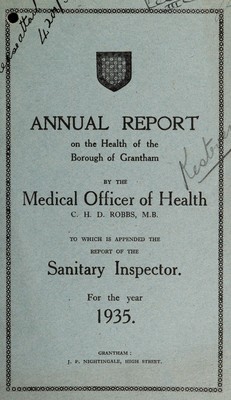 ANNUAL REPORT
on the Health of the
Borough of Grantham
BY THE
Medical Officer of Health
C. H. D. ROBBS, M.B.
TO WHICH IS APPENDED THE
REPORT OF THE
Sanitary Inspector.
For the year
1935.
GRANTHAM:
J. P. NIGHTINGALE, HIGH STREET.